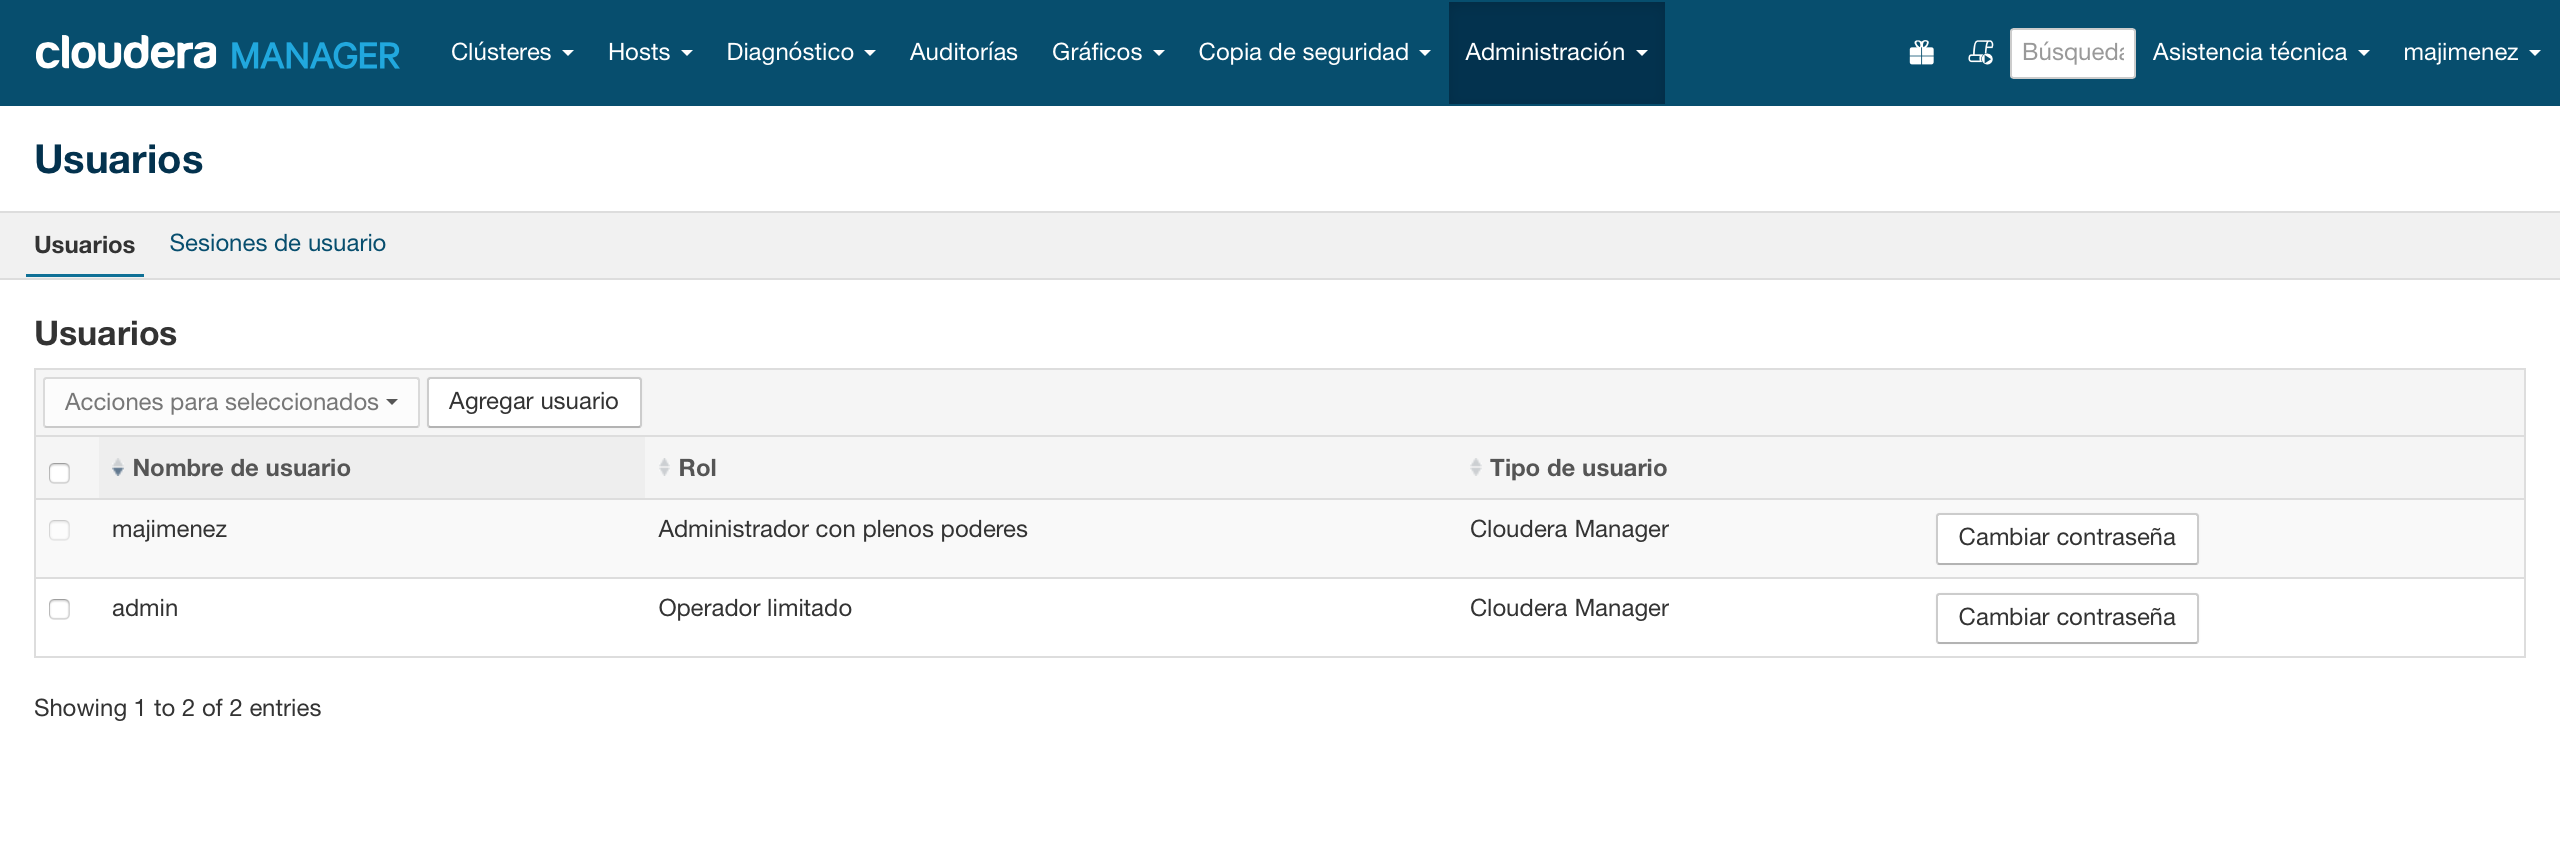 cloudera MANAGER Clústeres Hosts Diagnóstico Auditorías Gráficos Copia de seguridad Administración Búsqueda Asistencia técnica majimenez
Usuarios
Usuarios Sesiones de usuario
Usuarios
Acciones para seleccionados Agregar usuario
Nombre de usuario Rol Tipo de usuario
majimenez Administrador con plenos poderes Cloudera Manager Cambiar contraseña
admin Operador limitado Cloudera Manager Cambiar contraseña
Showing 1 to 2 of 2 entries